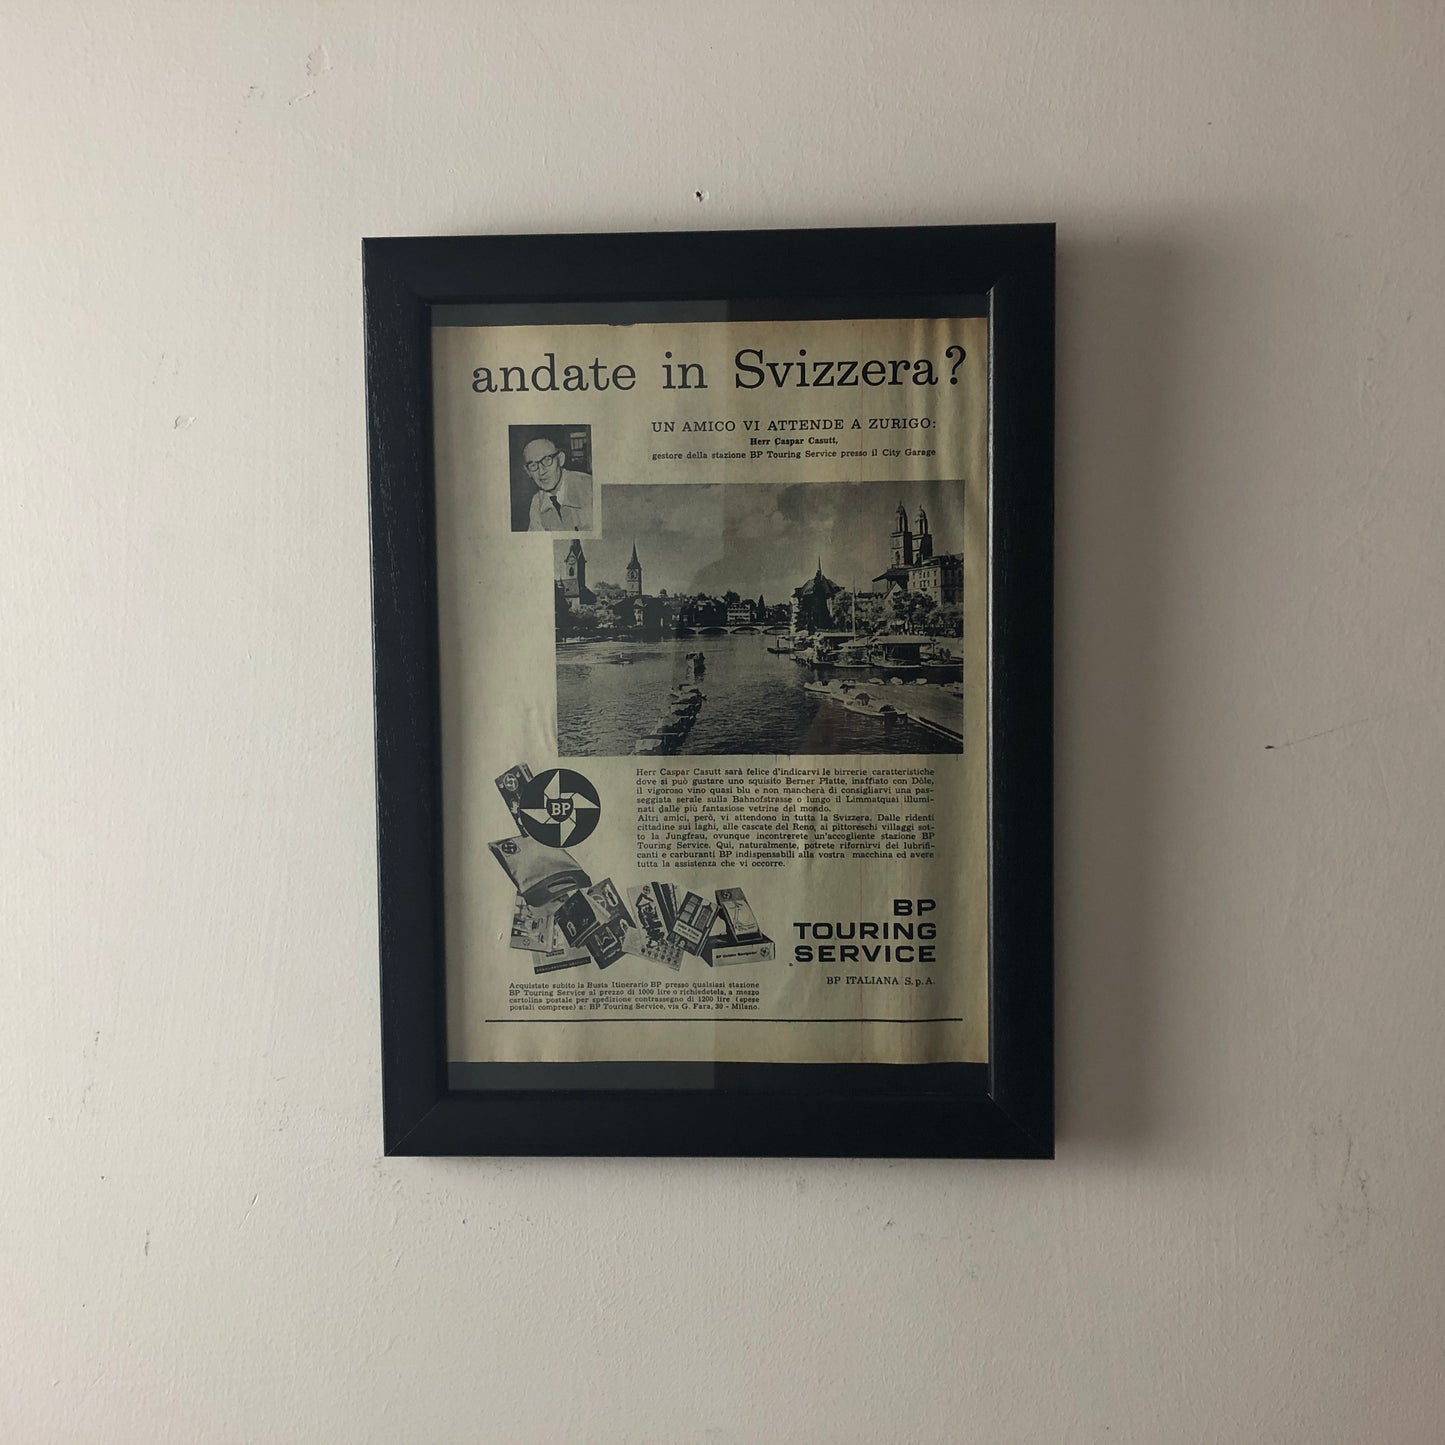 andate in Svizzera?
UN AMICO VI ATTENDE A ZURIGO:
Herr Caspar Casutt,
gestore della stazione BP Touring Service presso il City Garage
Herr Caspar Casutt sarà felice d'indicarvi le birrerie caratteristiche
dove si può gustare uno squisito Berner Platte, inaffiato con Dôle,
il vigoroso vino quasi blu e non mancherà di consigliarvi una pas-
seggiata serale sulla Bahnofstrasse o lungo il Limmatquai illumi-
nati dalle più fantasiose vetrine del mondo.
Altri amici, però, vi attendono in tutta la Svizzera. Dalle ridenti
cittadine sui laghi, alle cascate del Reno, ai pittoreschi villaggi sot-
to la Jungfrau, ovunque incontrerete un'accogliente stazione BP
Touring Service. Qui, naturalmente, potrete rifornirvi dei lubrifi-
canti e carburanti BP indispensabili alla vostra macchina ed avere
tutta la assistenza che vi occorre.
BP
BP
TOURING
SERVICE
BP ITALIANA S.p.A.
Acquistate subito la Busta Itinerario BP presso qualsiasi stazione
BP Touring Service al prezzo di 1000 lire o richiedetela, a mezzo
cartolina postale per spedizione contrassegno di 1200 lire (spese
postali comprese) a: BP Touring Service, via G. Fara, 30 - Milano.